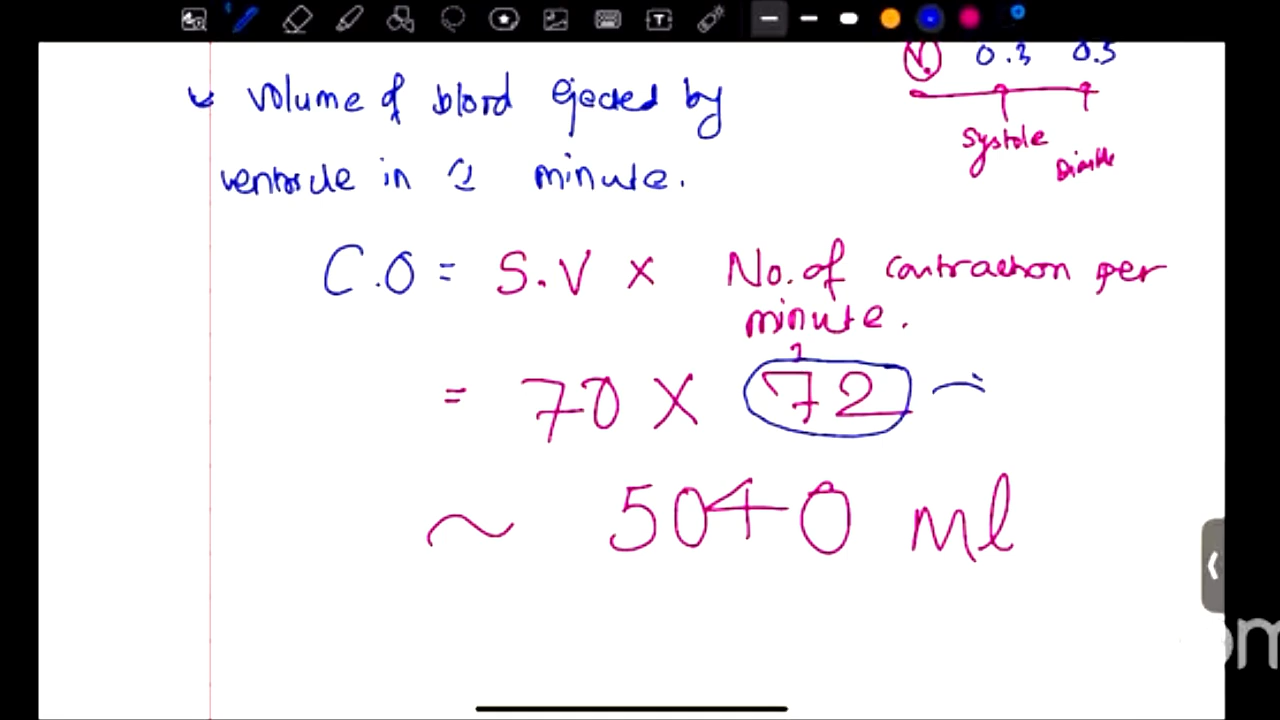 V. 0.3 0.5
Systole
volume of blood ejected by
ventricle in 1 minute.
C.O = S.V × No. of contraction per
minute.
= 70 × 72
~ 5040 ml
om